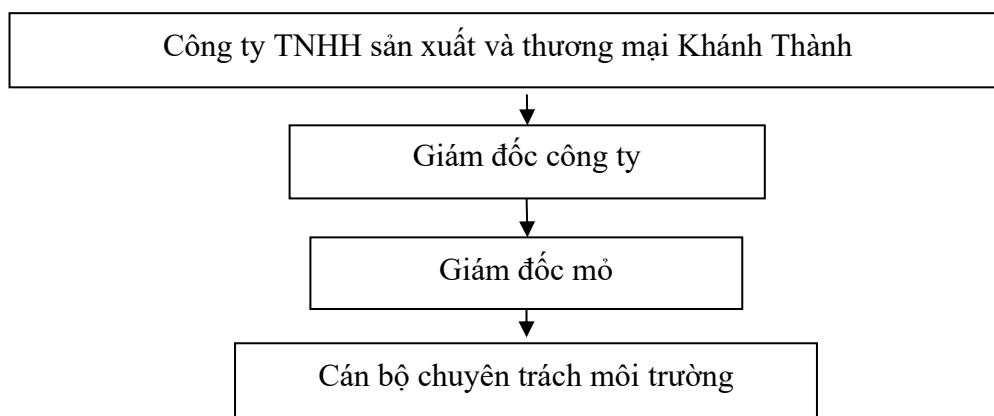 Công ty TNHH sản xuất và thương mại Khánh Thành
Giám đốc công ty
Giám đốc mỏ
Cán bộ chuyên trách môi trường